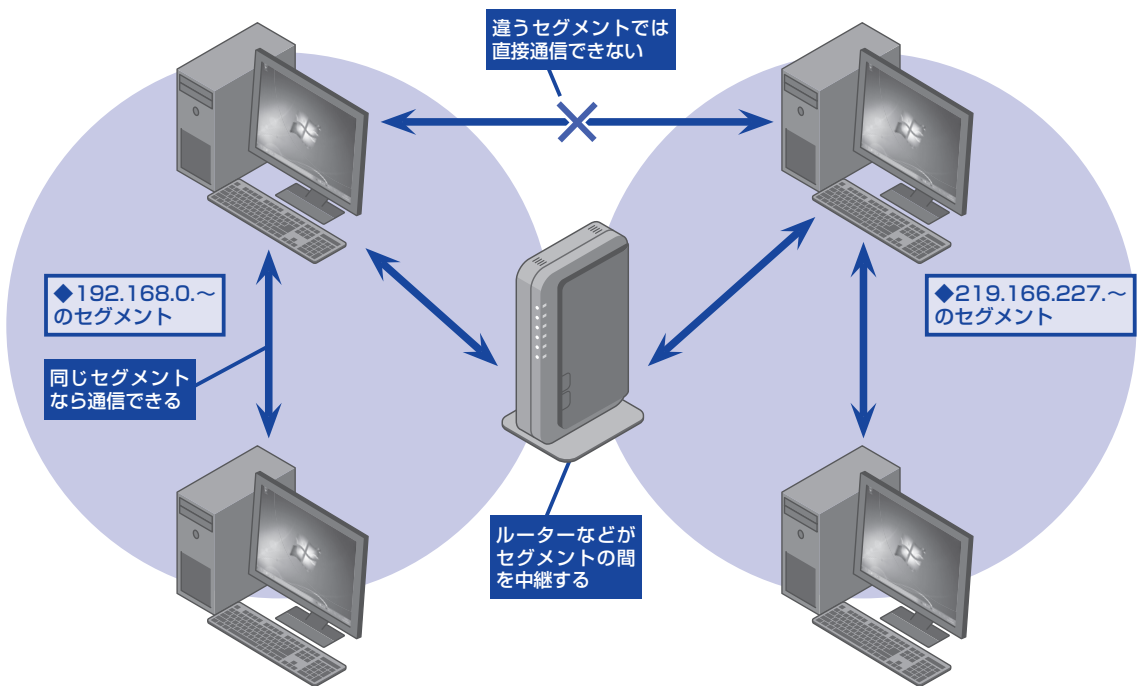 違うセグメントでは
直接通信できない
◆192.168.0.～
のセグメント
◆219.166.227.～
のセグメント
同じセグメント
なら通信できる
ルーターなどが
セグメントの間
を中継する